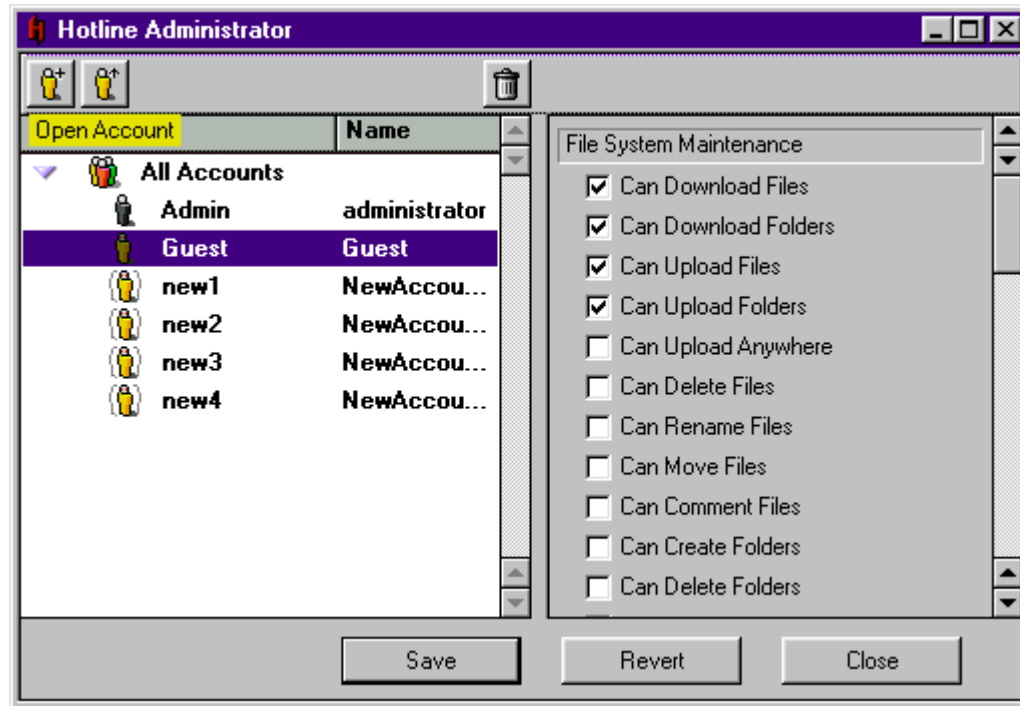 Hotline Administrator
Open Account
Name
All Accounts
Admin administrator
Guest Guest
new1 NewAccou...
new2 NewAccou...
new3 NewAccou...
new4 NewAccou...
File System Maintenance
Can Download Files
Can Download Folders
Can Upload Files
Can Upload Folders
Can Upload Anywhere
Can Delete Files
Can Rename Files
Can Move Files
Can Comment Files
Can Create Folders
Can Delete Folders
Save
Revert
Close